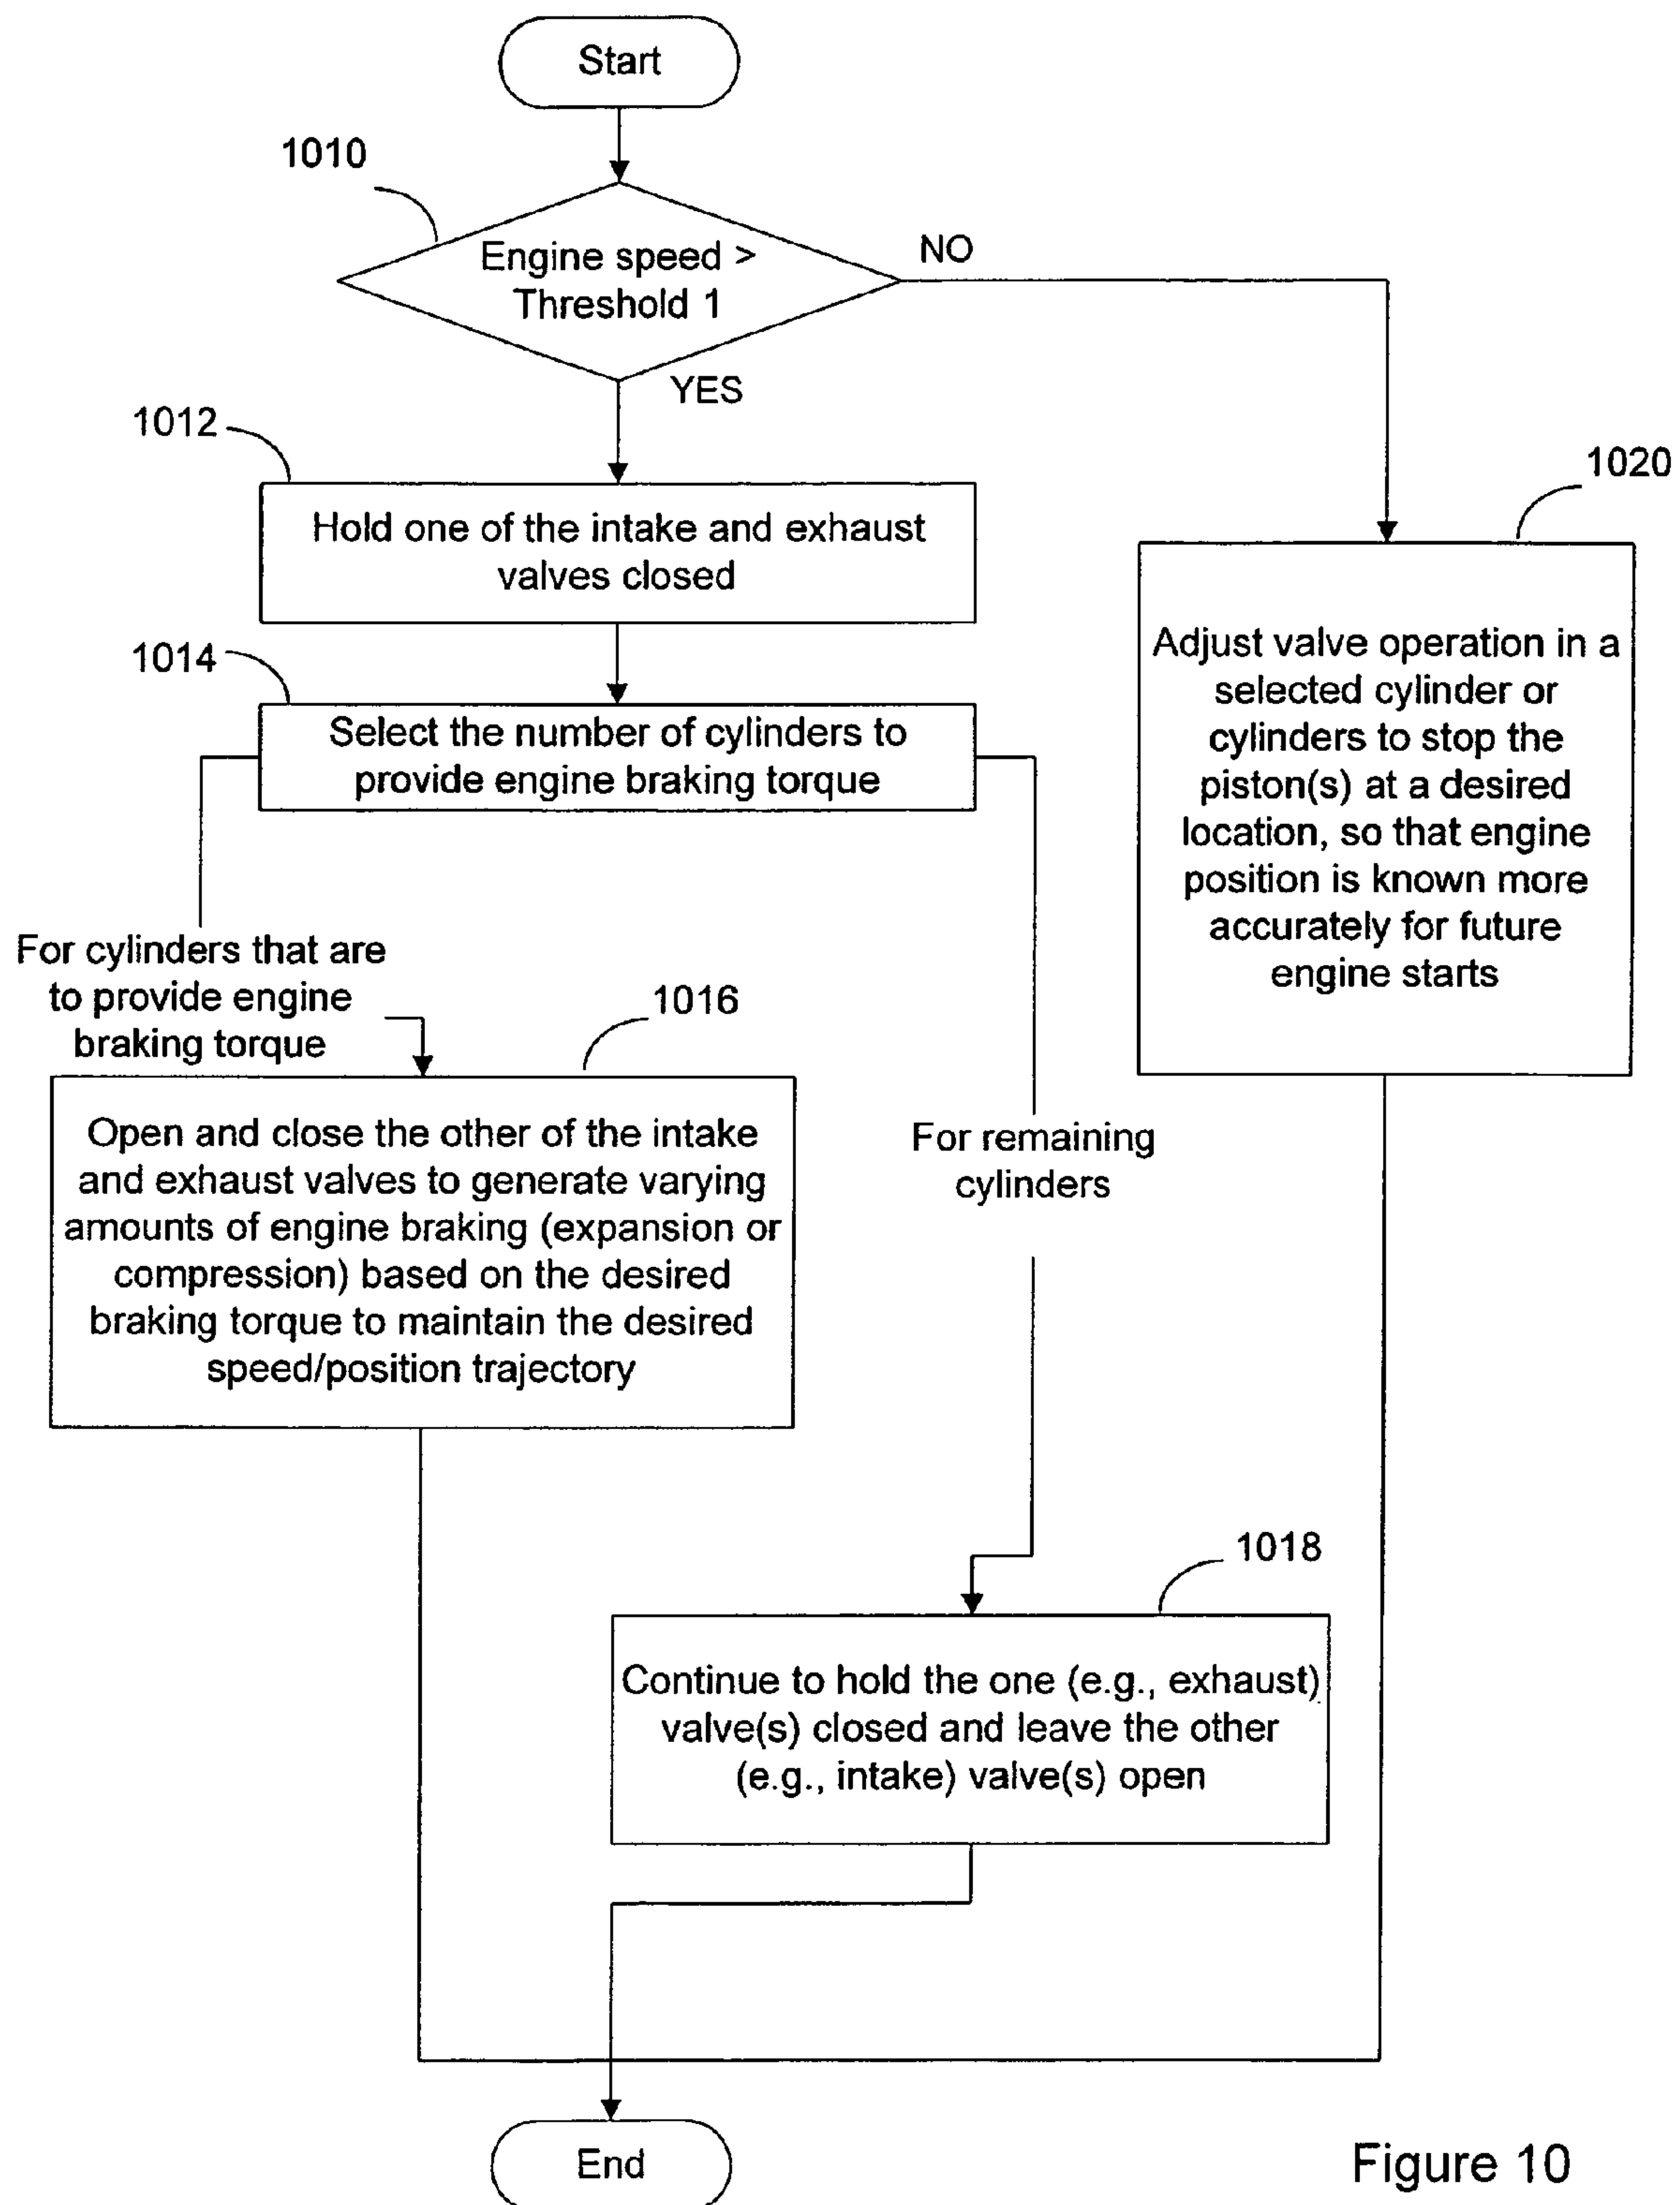 Start
1010
Engine speed >
Threshold 1
NO
YES
1012
Hold one of the intake and exhaust
valves closed
1014
Select the number of cylinders to
provide engine braking torque
1020
Adjust valve operation in a
selected cylinder or
cylinders to stop the
piston(s) at a desired
location, so that engine
position is known more
accurately for future
engine starts
For cylinders that are
to provide engine
braking torque
1016
Open and close the other of the intake
and exhaust valves to generate varying
amounts of engine braking (expansion or
compression) based on the desired
braking torque to maintain the desired
speed/position trajectory
For remaining
cylinders
1018
Continue to hold the one (e.g., exhaust)
valve(s) closed and leave the other
(e.g., intake) valve(s) open
End
Figure 10